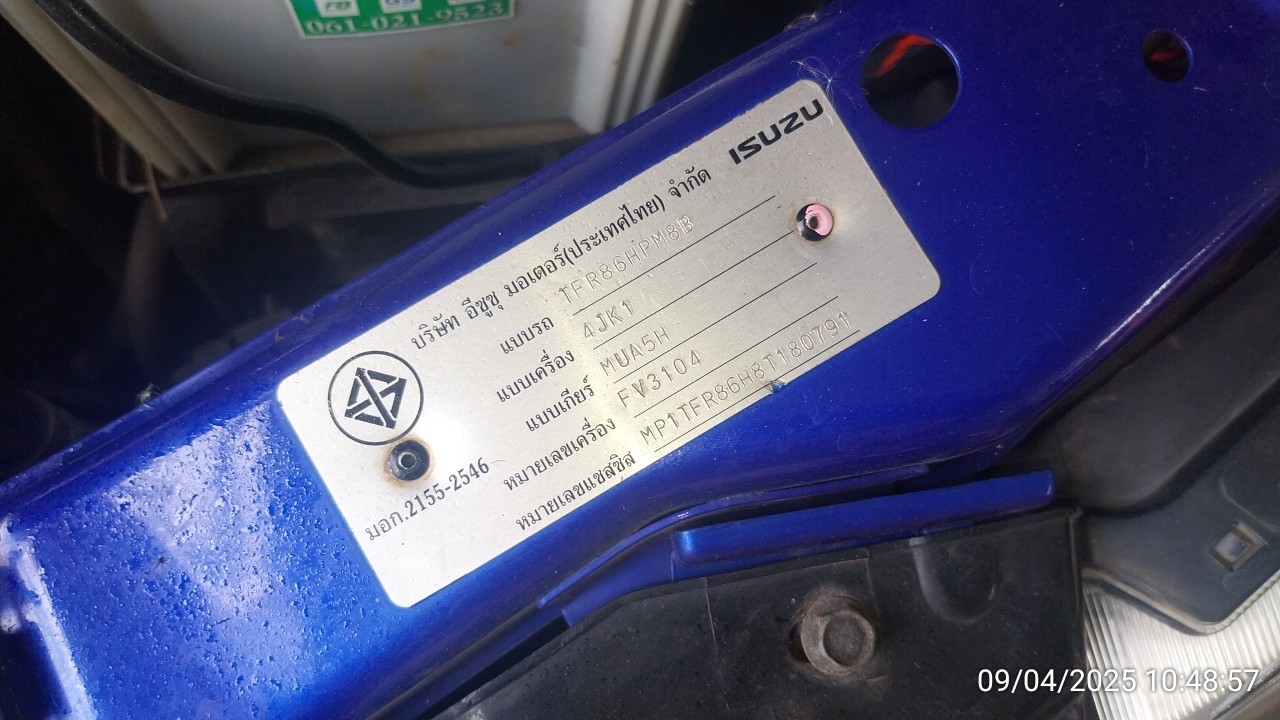 061-021-9523
ISUZU
บริษัท อีซูซุ มอเตอร์(ประเทศไทย) จำกัด
แบบรถ TFR86HPM8B
แบบเครื่อง 4JK1
แบบเกียร์ MUA5H
หมายเลขเครื่อง FV3104
หมายเลขแชสซิส MP1TFR86H8T180791
มอก.2155-2546
09/04/2025 10:48:57